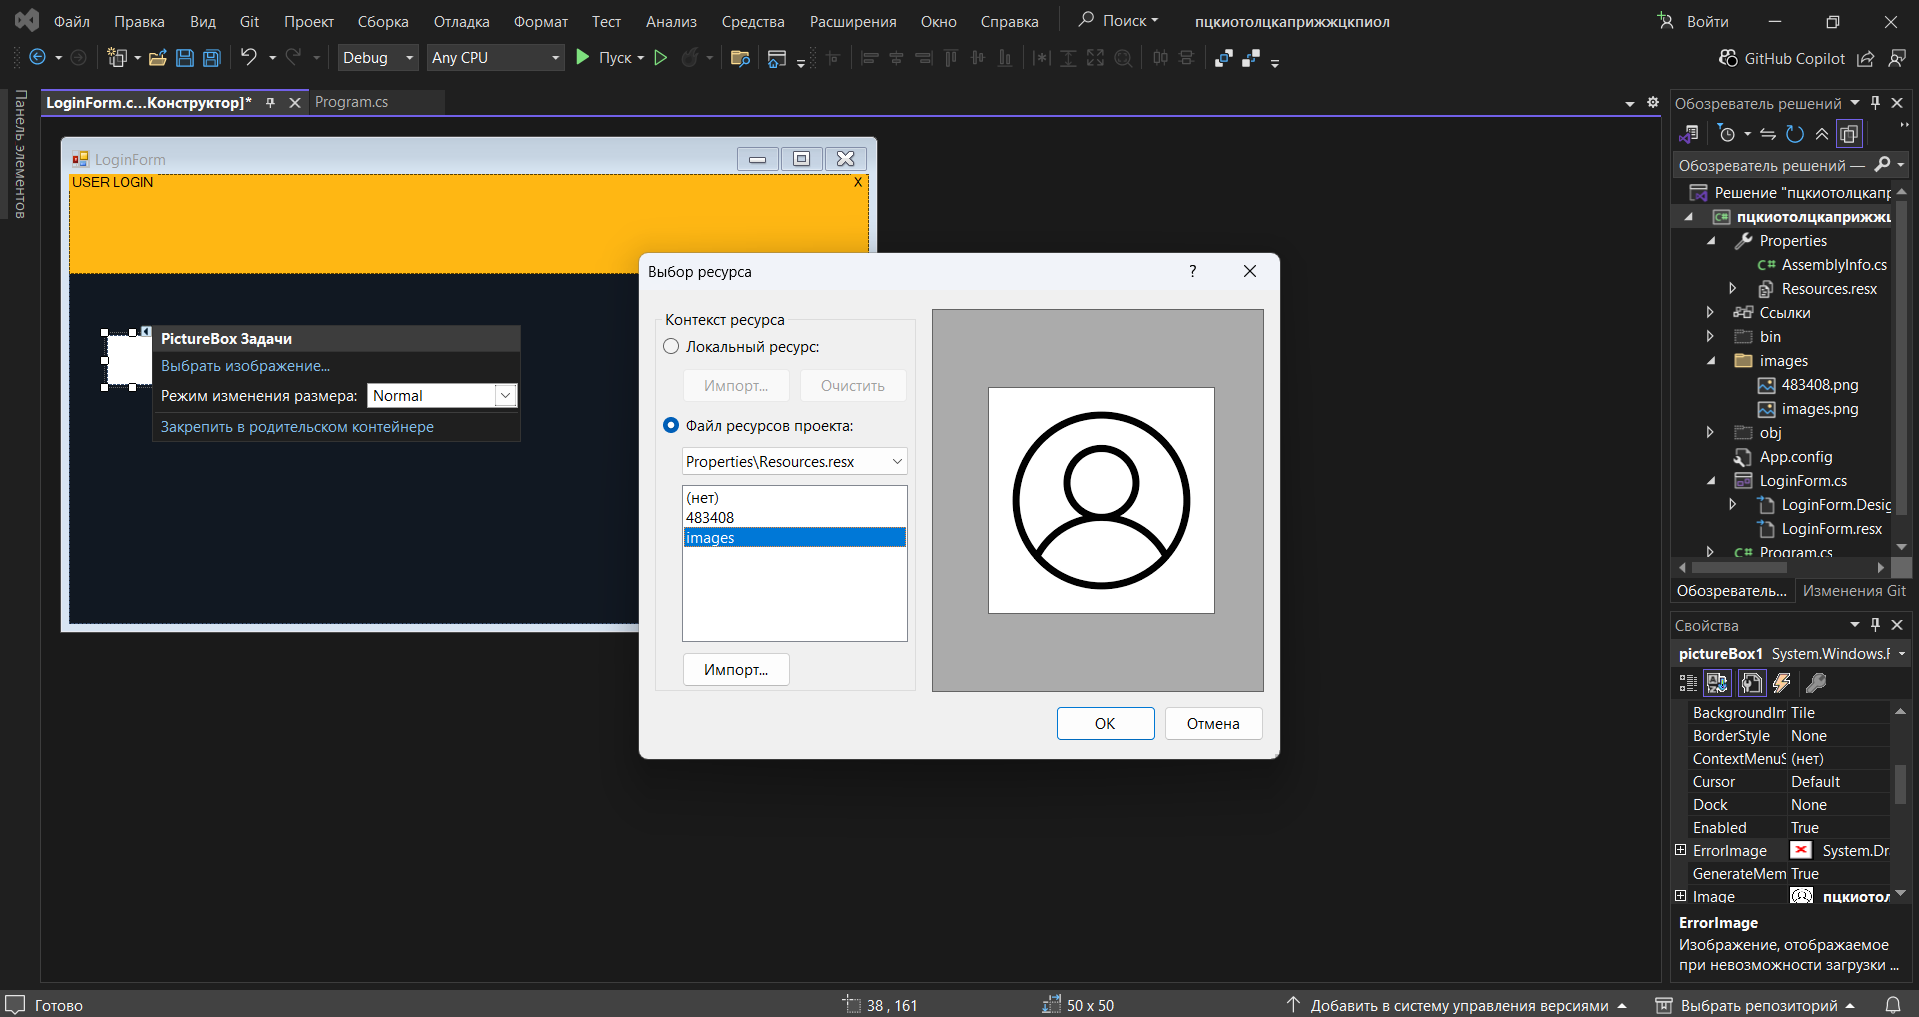 Файл Правка Вид Git Проект Сборка Отладка Формат Тест Анализ Средства Расширения Окно Справка Поиск пцкиотолцкаприжжцкпиол Войти
Debug Any CPU Пуск GitHub Copilot
Панель элементов
LoginForm.c...Конструктор]* Program.cs
LoginForm
USER LOGIN X
PictureBox Задачи
Выбрать изображение...
Режим изменения размера: Normal
Закрепить в родительском контейнере
Выбор ресурса ?
Контекст ресурса
Локальный ресурс:
Импорт... Очистить
Файл ресурсов проекта:
Properties\Resources.resx
(нет)
483408
images
Импорт...
OK Отмена
Обозреватель решений
Обозреватель решений —
Решение "пцкиотолцкапр
пцкиотолцкаприжжц
Properties
C# AssemblyInfo.cs
Resources.resx
Ссылки
bin
images
483408.png
images.png
obj
App.config
LoginForm.cs
LoginForm.Desig
LoginForm.resx
C# Program.cs
Обозреватель... Изменения Git
Свойства
pictureBox1 System.Windows.F
BackgroundIm Tile
BorderStyle None
ContextMenuS (нет)
Cursor Default
Dock None
Enabled True
ErrorImage System.Dr
GenerateMem True
Image пцкиотол
ErrorImage
Изображение, отображаемое
при невозможности загрузки ...
Готово 38 , 161 50 x 50 Добавить в систему управления версиями Выбрать репозиторий